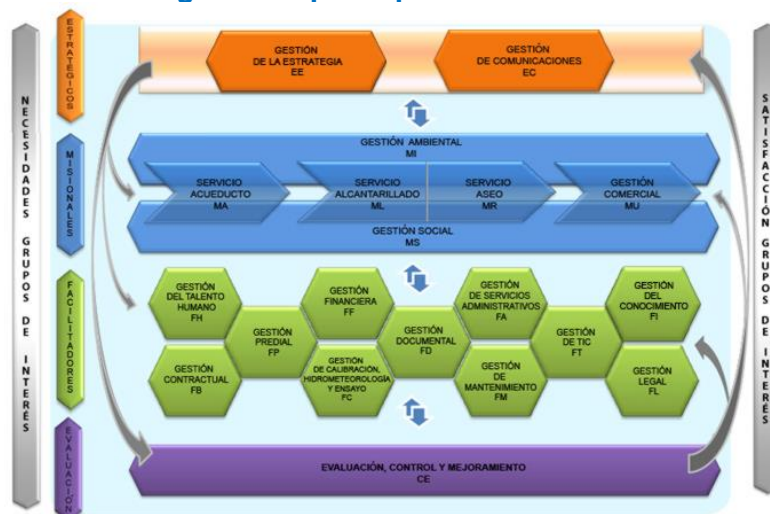 NECESIDADES GRUPOS DE INTERÉS
ESTRATÉGICOS
GESTIÓN
DE LA ESTRATEGIA
EE
GESTIÓN
DE COMUNICACIONES
EC
MISIONALES
GESTIÓN AMBIENTAL
MI
SERVICIO
ACUEDUCTO
MA
SERVICIO
ALCANTARILLADO
ML
SERVICIO
ASEO
MR
GESTIÓN
COMERCIAL
MU
GESTIÓN SOCIAL
MS
FACILITADORES
GESTIÓN
DEL TALENTO
HUMANO
FH
GESTIÓN
FINANCIERA
FF
GESTIÓN
DE SERVICIOS
ADMINISTRATIVOS
FA
GESTIÓN
DEL
CONOCIMIENTO
FI
GESTIÓN
PREDIAL
FP
GESTIÓN
DOCUMENTAL
FD
GESTIÓN
DE TIC
FT
GESTIÓN
CONTRACTUAL
FB
GESTIÓN
DE CALIBRACIÓN,
HIDROMETEOROLOGÍA
Y ENSAYO
FC
GESTIÓN
DE
MANTENIMIENTO
FM
GESTIÓN
LEGAL
FL
EVALUACIÓN
EVALUACIÓN, CONTROL Y MEJORAMIENTO
CE
SATISFACCIÓN GRUPOS DE INTERÉS